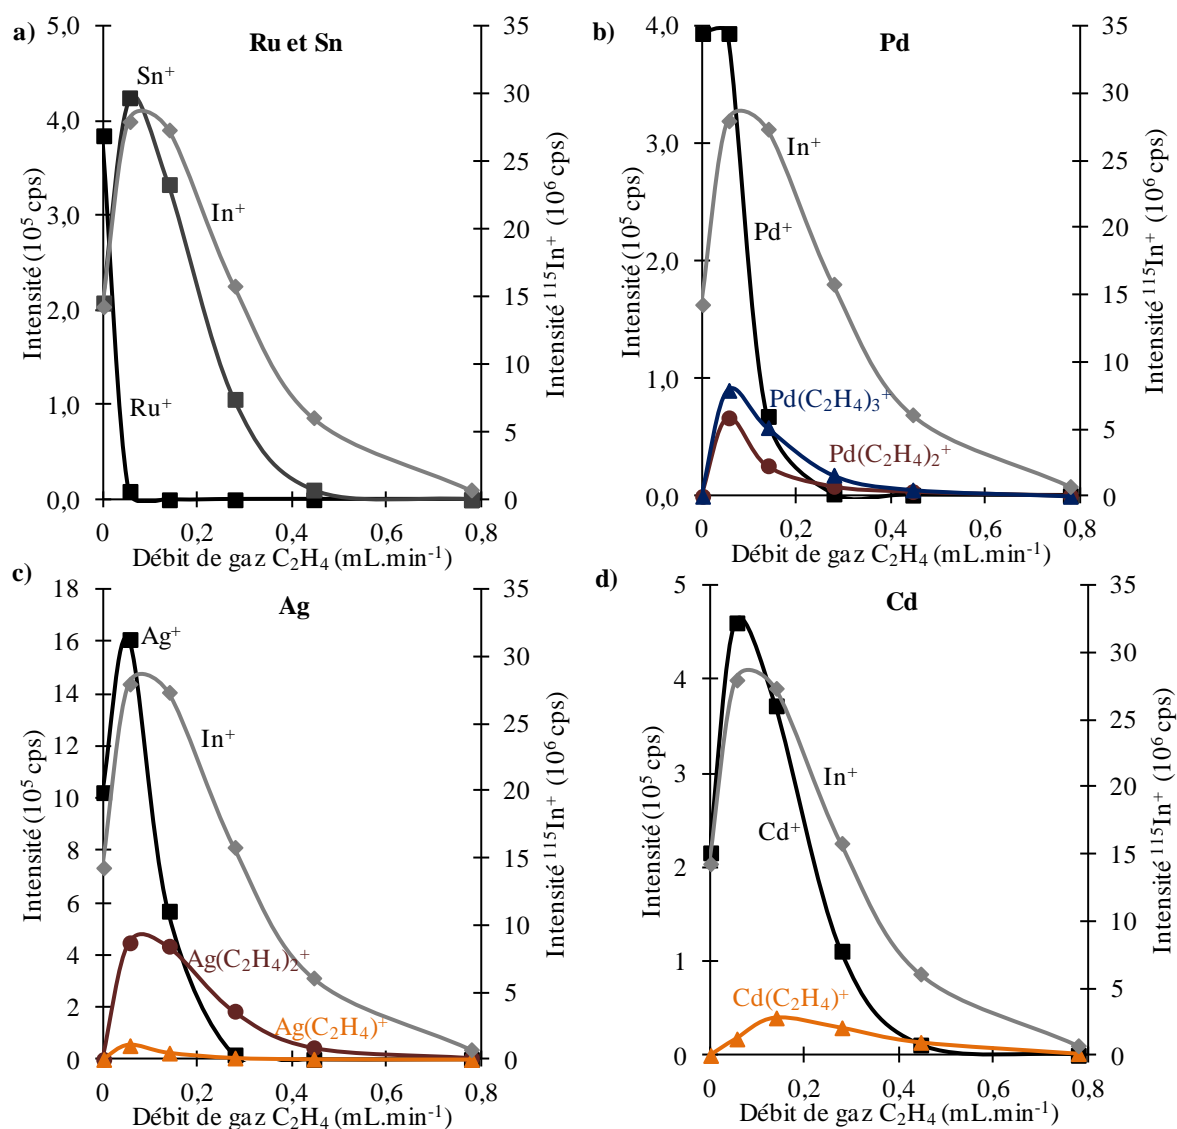 a)
Ru et Sn
5,0
4,0
3,0
2,0
1,0
0,0
35
30
25
20
15
10
5
0
Sn⁺
In⁺
Ru⁺
Intensité (10⁵ cps)
Intensité ¹¹⁵In⁺ (10⁶ cps)
0 0,2 0,4 0,6 0,8
Débit de gaz C₂H₄ (mL.min⁻¹)
b)
Pd
4,0
3,0
2,0
1,0
0,0
35
30
25
20
15
10
5
0
In⁺
Pd⁺
Pd(C₂H₄)₃⁺
Pd(C₂H₄)₂⁺
Intensité (10⁵ cps)
Intensité ¹¹⁵In⁺ (10⁶ cps)
0 0,2 0,4 0,6 0,8
Débit de gaz C₂H₄ (mL.min⁻¹)
c)
Ag
18
16
14
12
10
8
6
4
2
0
35
30
25
20
15
10
5
0
Ag⁺
In⁺
Ag(C₂H₄)₂⁺
Ag(C₂H₄)⁺
Intensité (10⁵ cps)
Intensité ¹¹⁵In⁺ (10⁶ cps)
0 0,2 0,4 0,6 0,8
Débit de gaz C₂H₄ (mL.min⁻¹)
d)
Cd
5
4
3
2
1
0
35
30
25
20
15
10
5
0
In⁺
Cd⁺
Cd(C₂H₄)⁺
Intensité (10⁵ cps)
Intensité ¹¹⁵In⁺ (10⁶ cps)
0 0,2 0,4 0,6 0,8
Débit de gaz C₂H₄ (mL.min⁻¹)